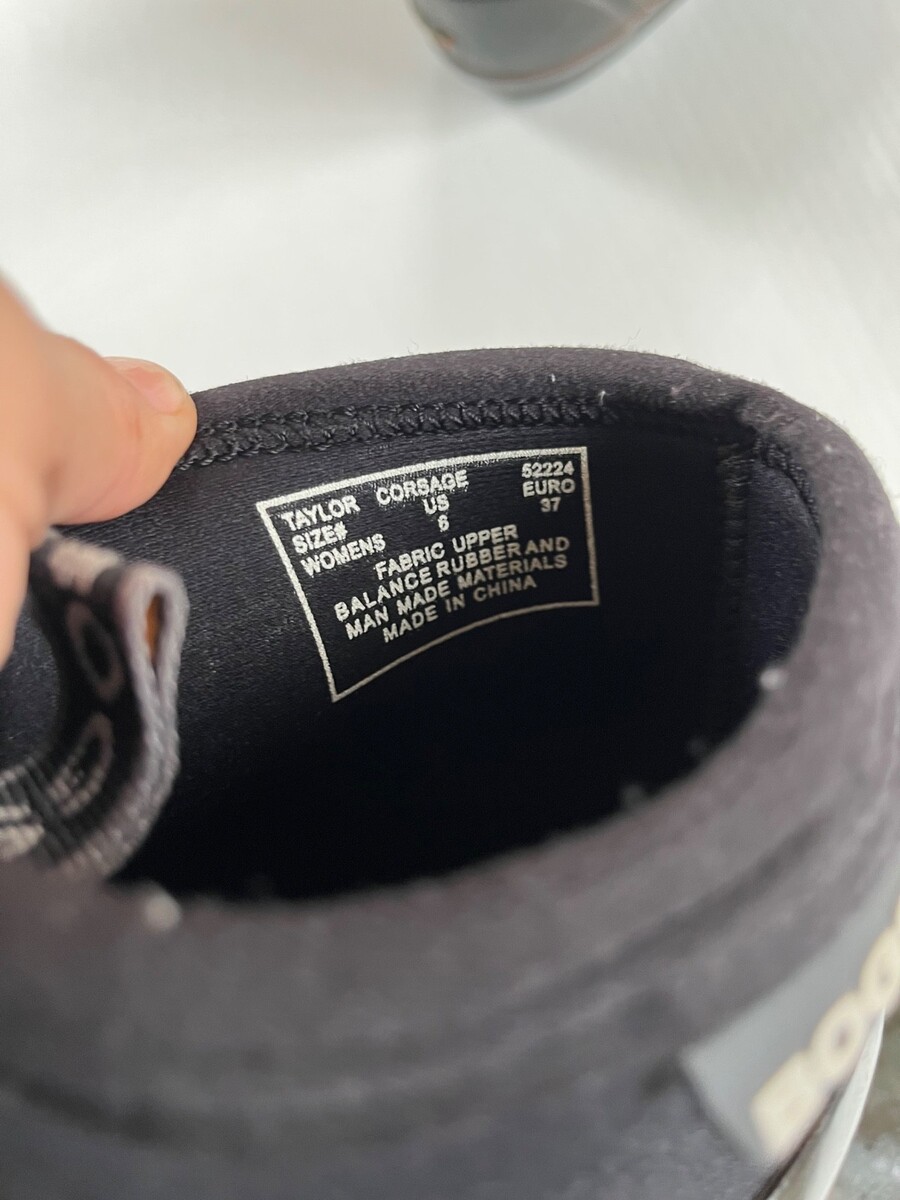 TAYLOR CORSAGE 52224
SIZE# US EURO
WOMENS 6 37
FABRIC UPPER
BALANCE RUBBER AND
MAN MADE MATERIALS
MADE IN CHINA